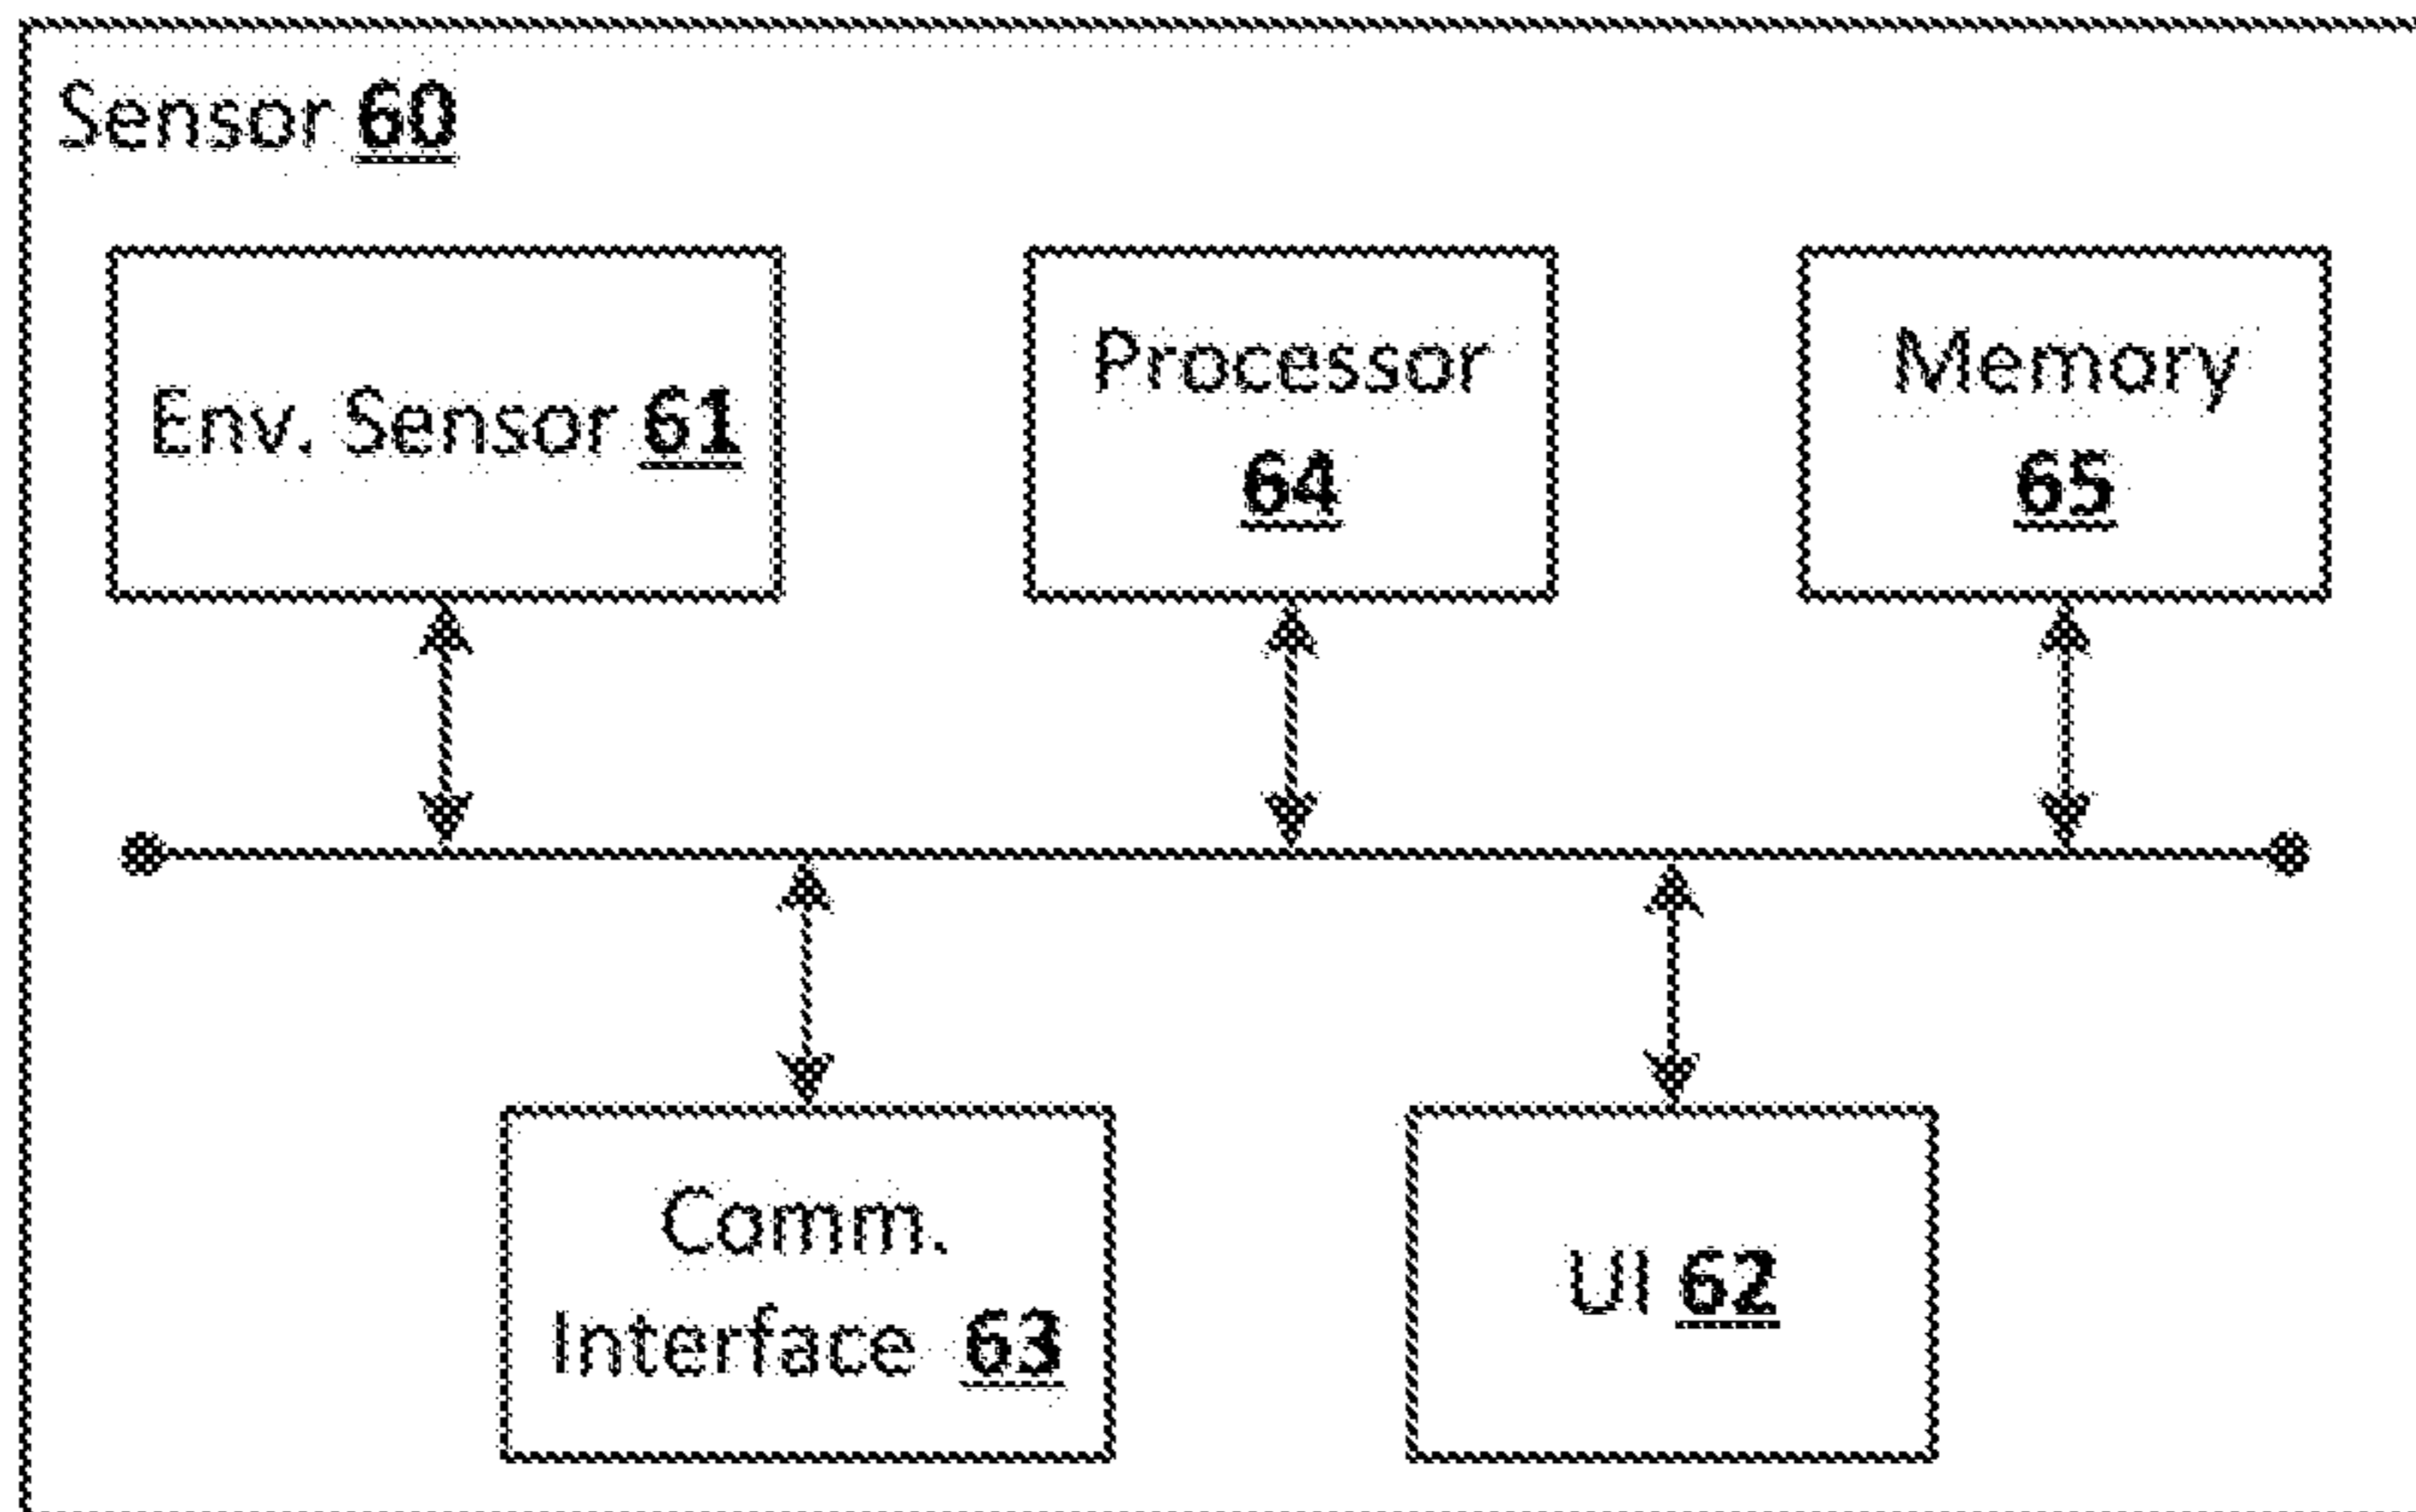 Sensor 60
Env. Sensor 61
Processor
64
Memory
65
Comm.
Interface 63
UI 62